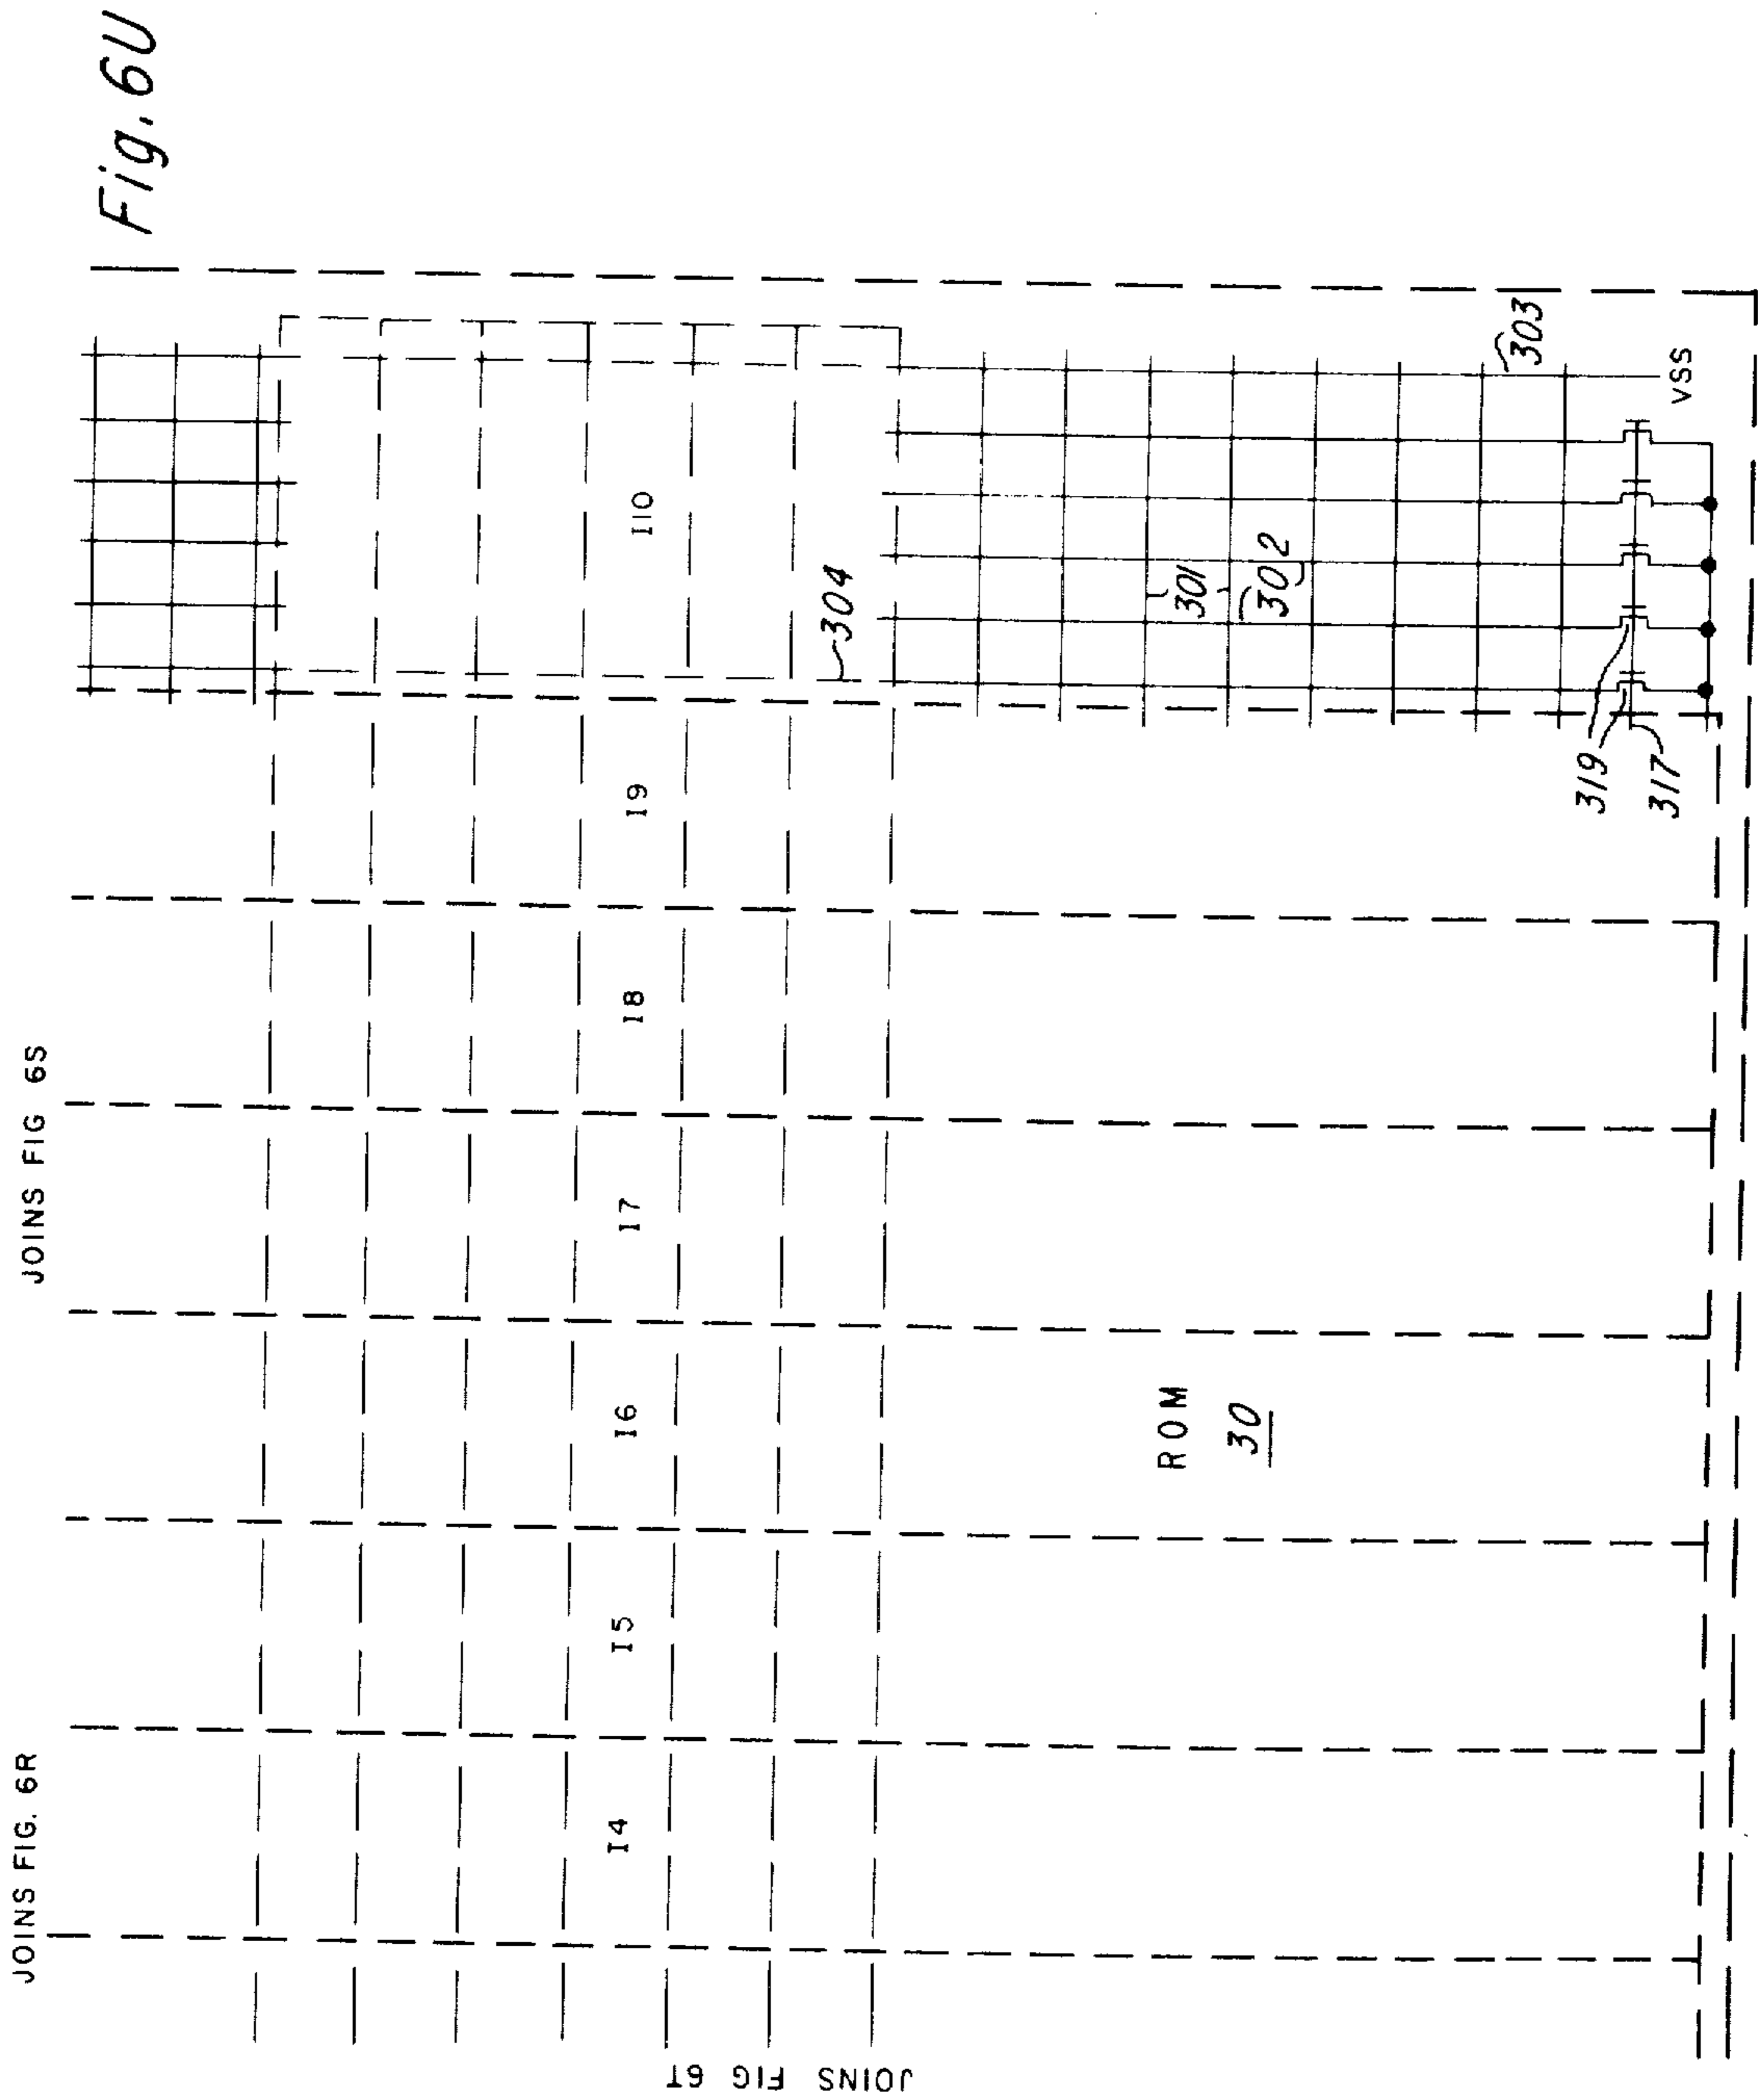 Fig. 6U
JOINS FIG. 6R
JOINS FIG 6S
JOINS FIG 6T
I4
I5
I6
I7
I8
I9
I10
304
301
302
303
ROM
30
319
317
VSS